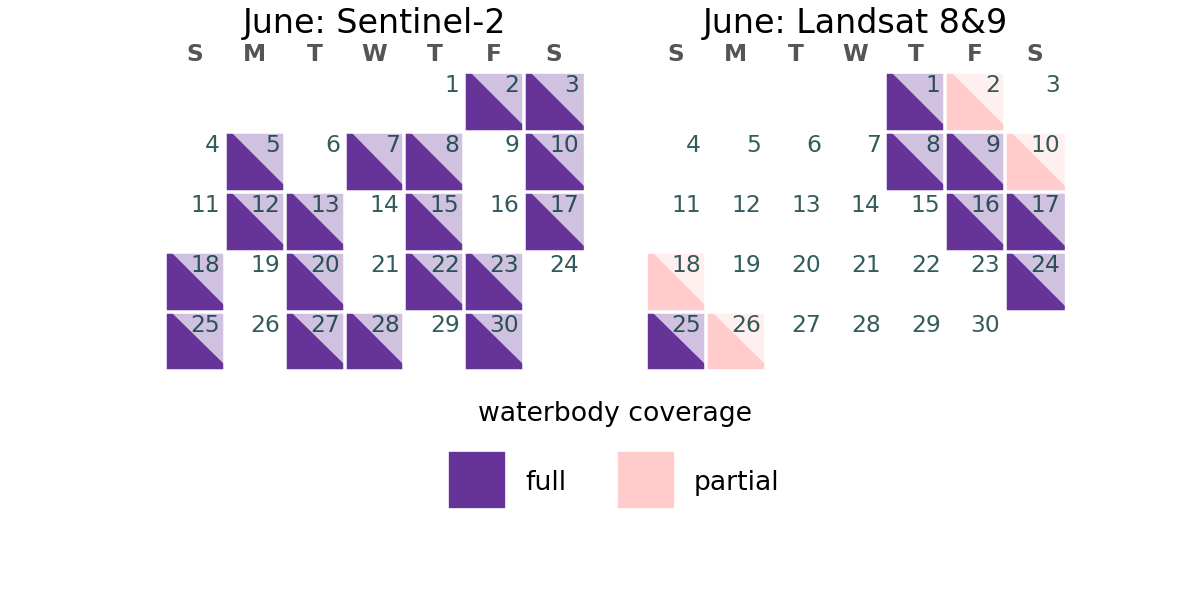 June: Sentinel-2
S M T W T F S
1 2 3
4 5 6 7 8 9 10
11 12 13 14 15 16 17
18 19 20 21 22 23 24
25 26 27 28 29 30
June: Landsat 8&9
S M T W T F S
1 2 3
4 5 6 7 8 9 10
11 12 13 14 15 16 17
18 19 20 21 22 23 24
25 26 27 28 29 30
waterbody coverage
full
partial